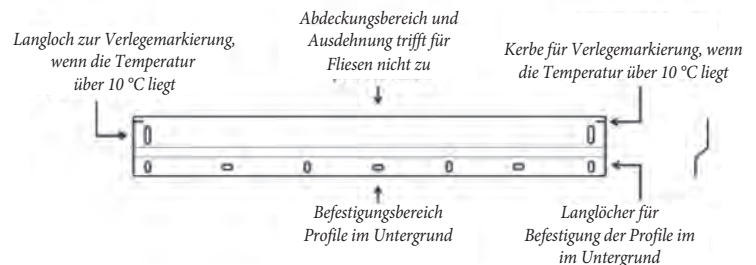 Langloch zur Verlegemarkierung,
wenn die Temperatur
über 10 °C liegt
Abdeckungsbereich und
Ausdehnung trifft für
Fliesen nicht zu
Kerbe für Verlegemarkierung, wenn
die Temperatur über 10 °C liegt
Befestigungsbereich
Profile im Untergrund
Langlöcher für
Befestigung der Profile im
im Untergrund